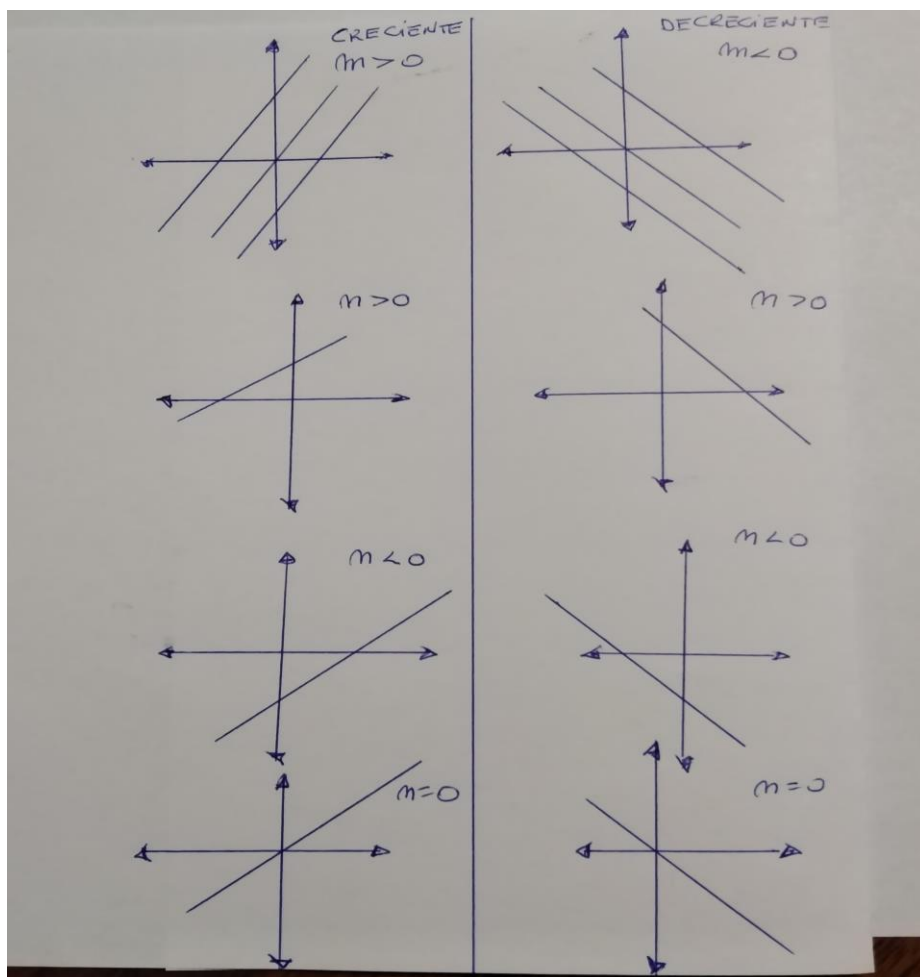 CRECIENTE
m > 0
n > 0
n < 0
n = 0
DECRECIENTE
m < 0
n > 0
n < 0
n = 0